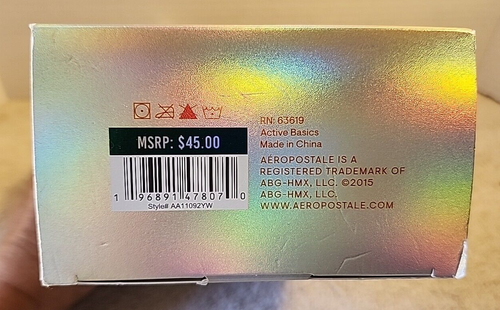 MSRP: $45.00
1 96891 47807 0
Style# AA11092YW
RN: 63619
Active Basics
Made in China
AÉROPOSTALE IS A
REGISTERED TRADEMARK OF
ABG-HMX, LLC. ©2015
ABG-HMX, LLC.
WWW.AEROPOSTALE.COM